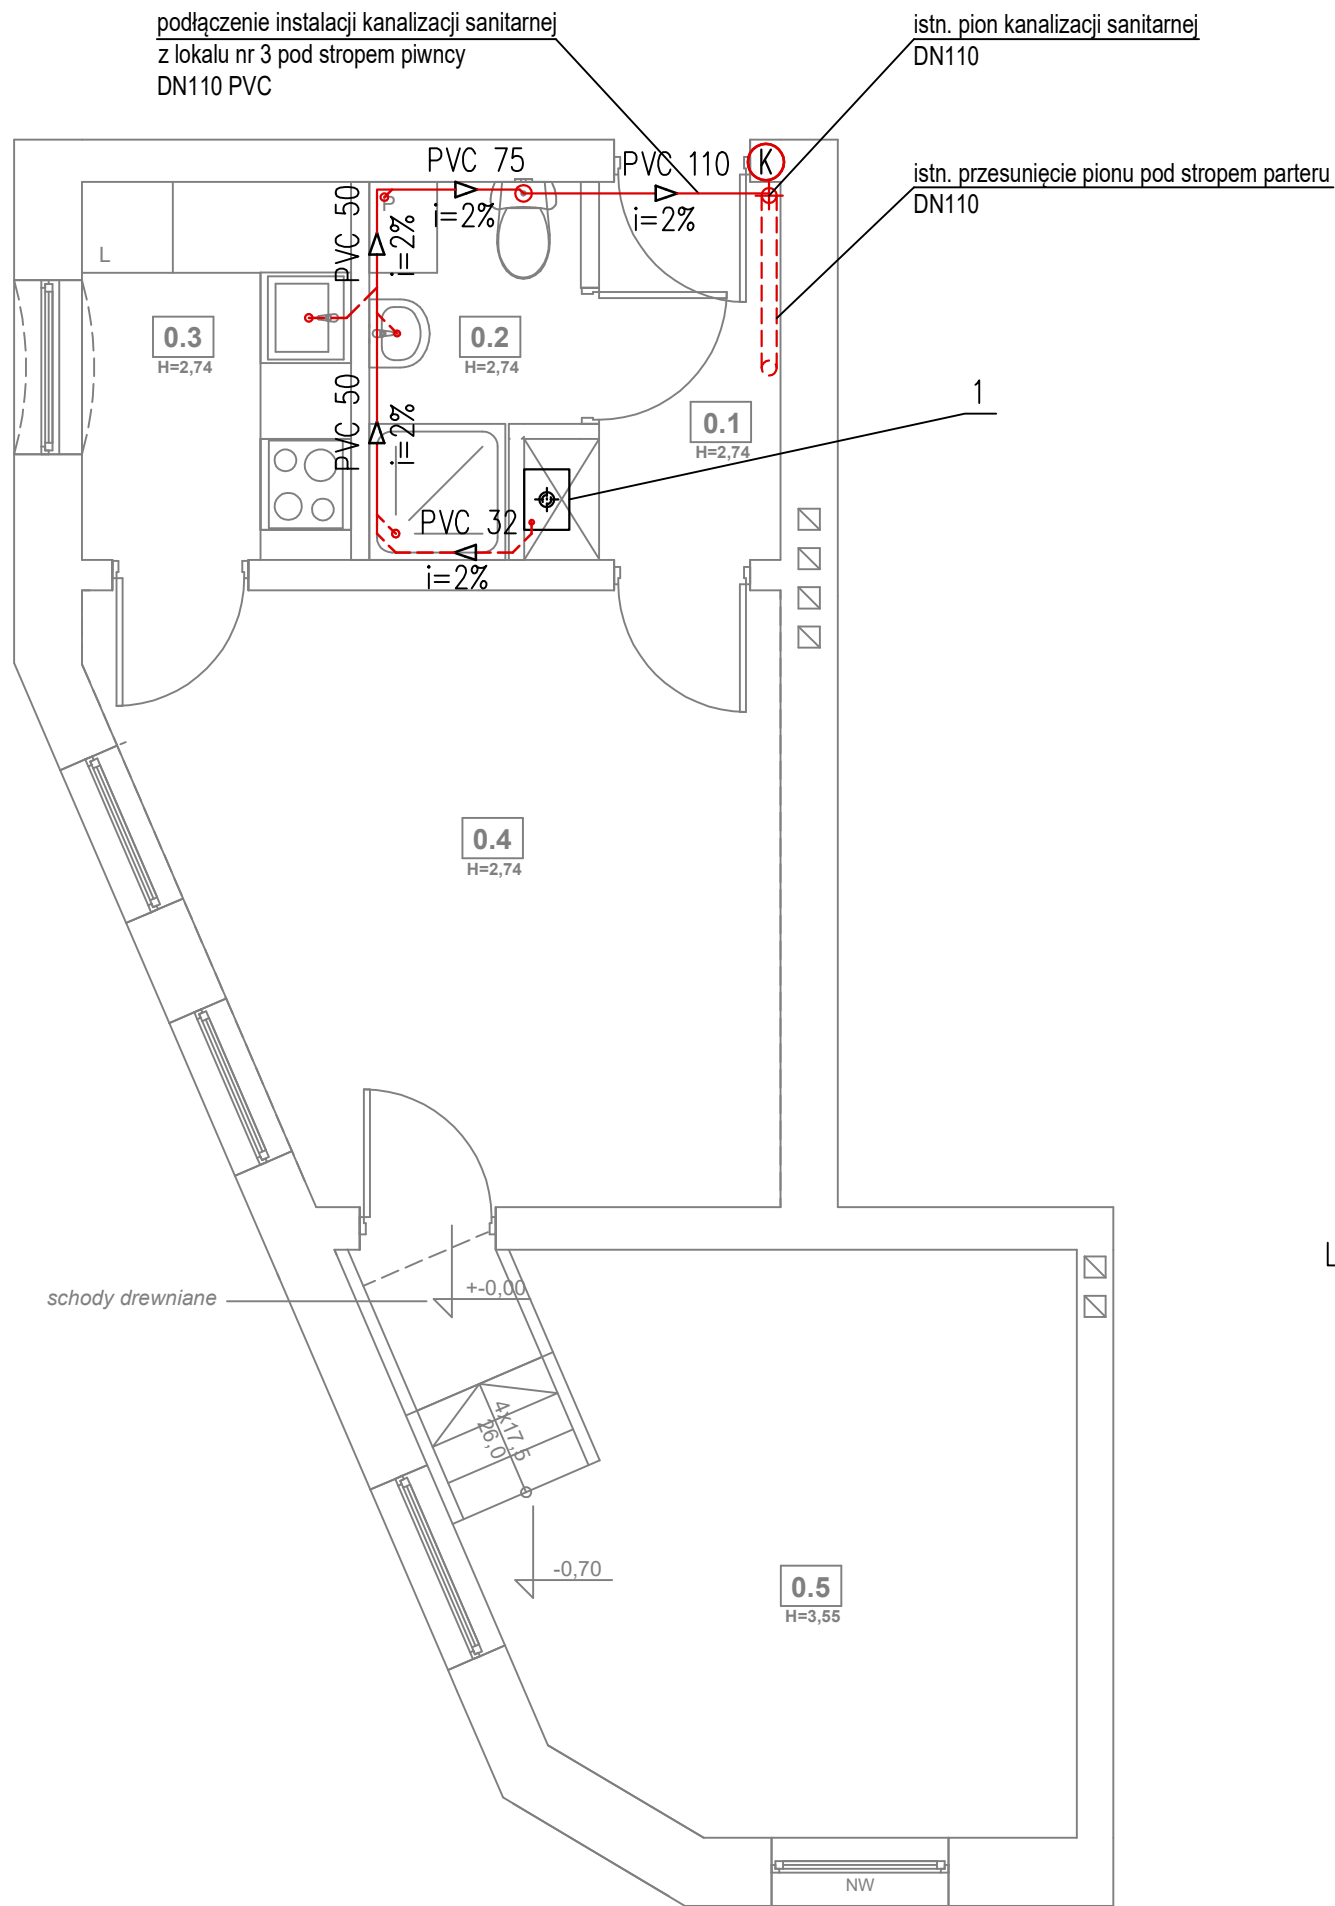 podłączenie instalacji kanalizacji sanitarnej
z lokalu nr 3 pod stropem piwncy
DN110 PVC
istn. pion kanalizacji sanitarnej
DN110
istn. przesunięcie pionu pod stropem parteru
DN110
PVC 75
i=2%
PVC 110
i=2%
K
PVC 50
i=2%
P
L
0.3
H=2,74
0.2
H=2,74
1
0.1
H=2,74
PVC 50
i=2%
PVC 32
i=2%
0.4
H=2,74
L
schody drewniane
+-0,00
4x17,5
26,0
-0,70
0.5
H=3,55
NW